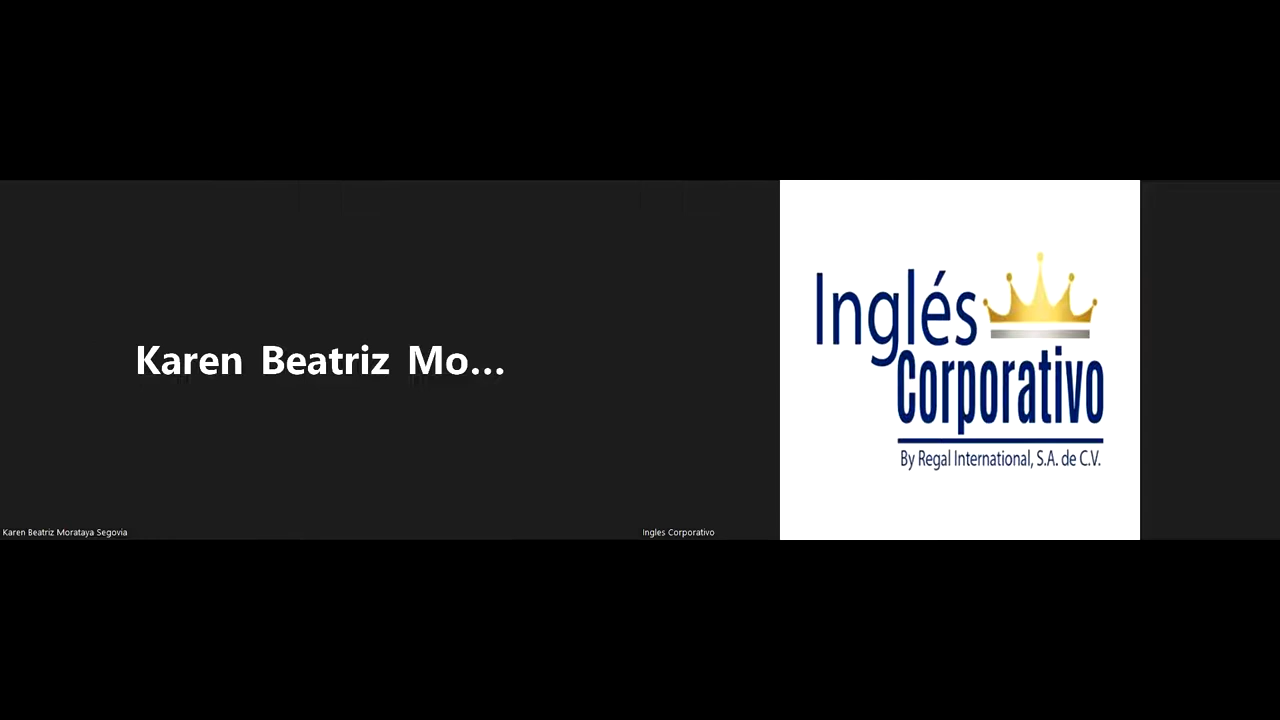 Karen Beatriz Mo...
Karen Beatriz Morataya Segovia
Inglés
Corporativo
By Regal International, S.A. de C.V.
Ingles Corporativo